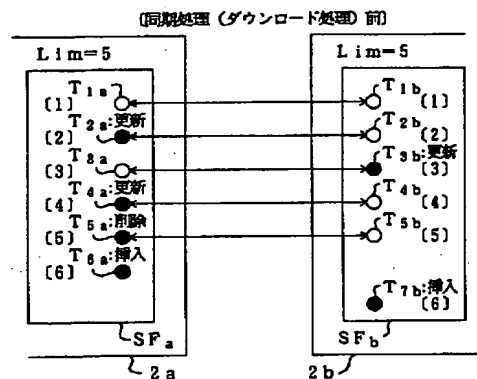 [同期処理(ダウンロード処理)前]
Lim=5
Lim=5
[1] T1a T1b [1]
[2] T2a:更新 T2b [2]
[3] T3a T3b:更新 [3]
[4] T4a:更新 T4b [4]
[5] T5a:削除 T5b [5]
[6] T6a:挿入 T7b:挿入 [6]
SFa SFb
2a 2b